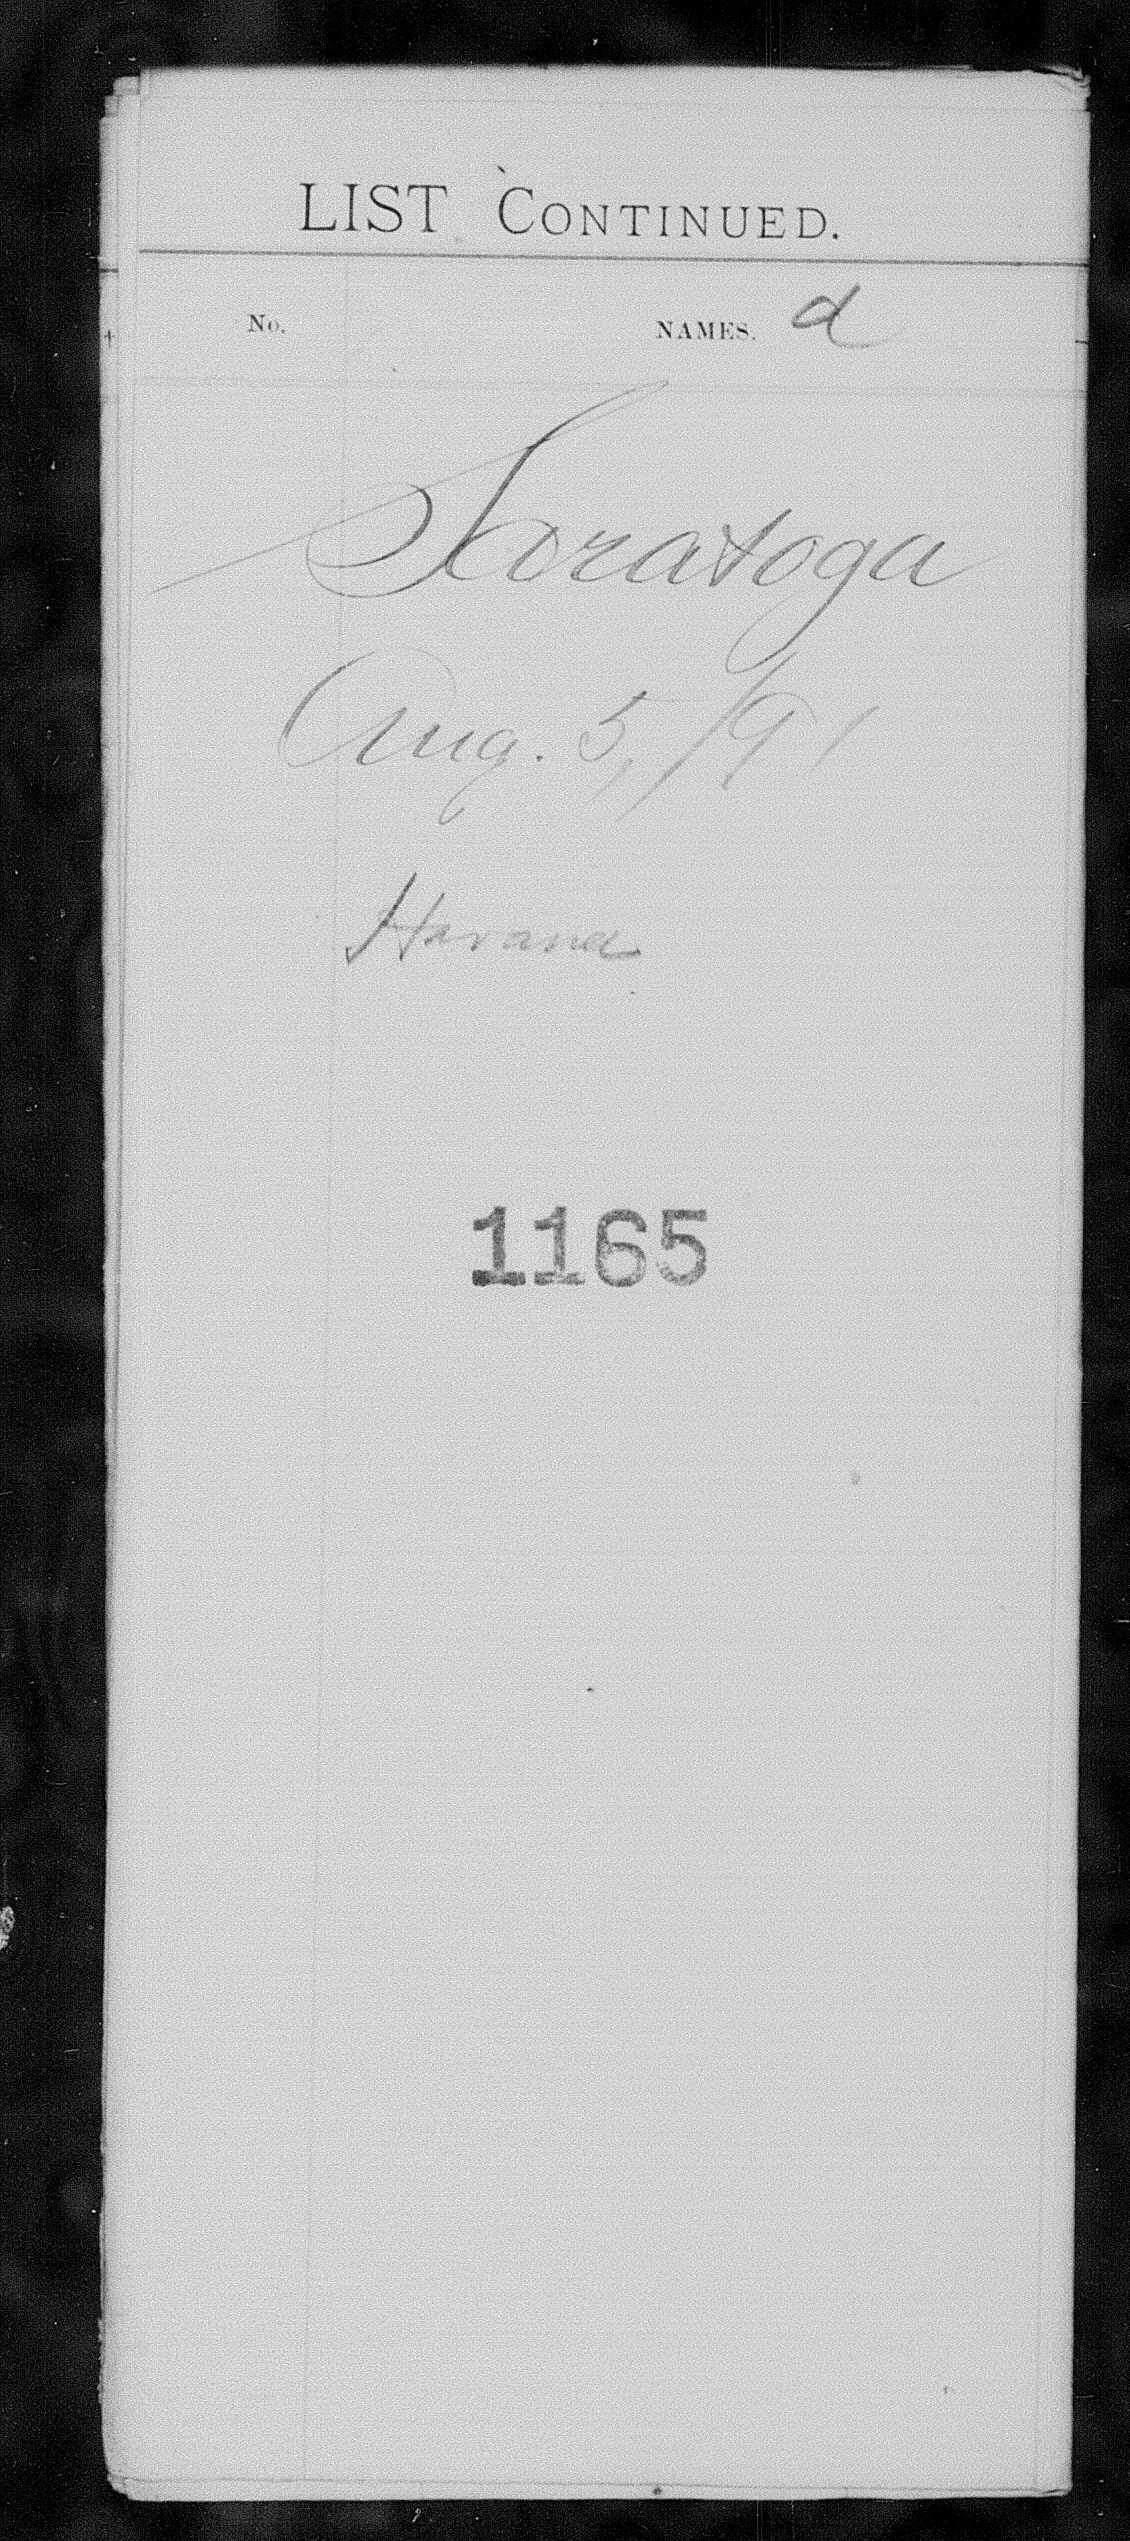 LIST CONTINUED.
No. NAMES. d
Saratoga
Aug. 5, /91
Havana
1165